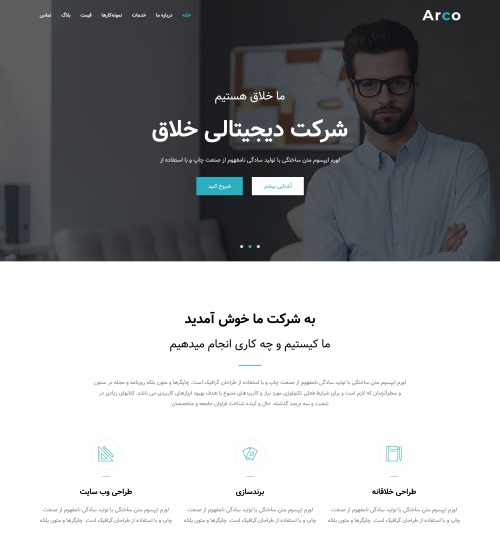 Arco
خانه درباره ما خدمات نمونه‌کارها قیمت بلاگ تماس
ما خلاق هستیم
شرکت دیجیتالی خلاق
لورم ایپسوم متن ساختگی با تولید سادگی نامفهوم از صنعت چاپ و با استفاده از
آشنایی بیشتر
شروع کنید
به شرکت ما خوش آمدید
ما کیستیم و چه کاری انجام میدهیم
لورم ایپسوم متن ساختگی با تولید سادگی نامفهوم از صنعت چاپ و با استفاده از طراحان گرافیک است. چاپگرها و متون بلکه روزنامه و مجله در ستون
و سطرآنچنان که لازم است و برای شرایط فعلی تکنولوژی مورد نیاز و کاربردهای متنوع با هدف بهبود ابزارهای کاربردی می باشد. کتابهای زیادی در
شصت و سه درصد گذشته، حال و آینده شناخت فراوان جامعه و متخصصان
طراحی خلاقانه
لورم ایپسوم متن ساختگی با تولید سادگی نامفهوم از صنعت
چاپ و با استفاده از طراحان گرافیک است. چاپگرها و متون بلکه
برندسازی
لورم ایپسوم متن ساختگی با تولید سادگی نامفهوم از صنعت
چاپ و با استفاده از طراحان گرافیک است. چاپگرها و متون بلکه
طراحی وب سایت
لورم ایپسوم متن ساختگی با تولید سادگی نامفهوم از صنعت
چاپ و با استفاده از طراحان گرافیک است. چاپگرها و متون بلکه